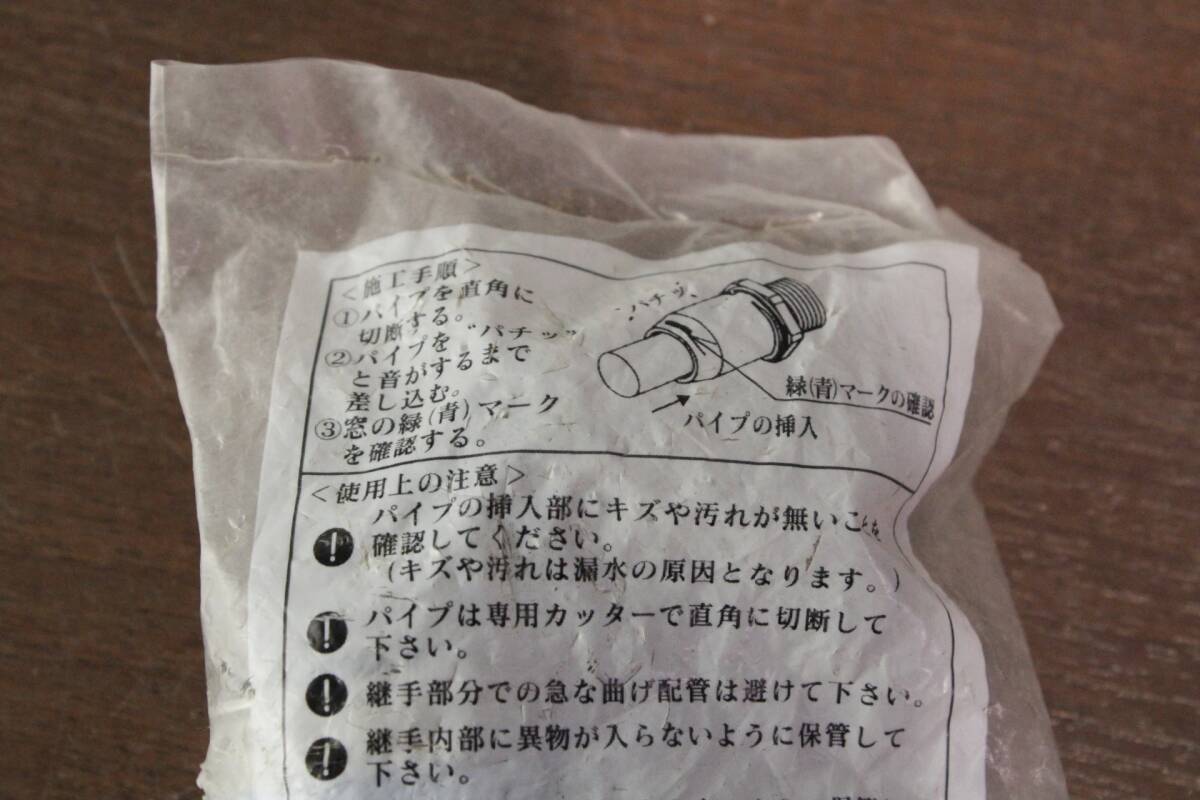 ＜施工手順＞
①パイプを直角に
切断する。
②パイプを“パチッ”
と音がするまで
差し込む。
③窓の緑(青)マーク
を確認する。
パチッ、
緑(青)マークの確認
パイプの挿入
＜使用上の注意＞
パイプの挿入部にキズや汚れが無いことを
確認してください。
(キズや汚れは漏水の原因となります。)
パイプは専用カッターで直角に切断して
下さい。
継手部分での急な曲げ配管は避けて下さい。
継手内部に異物が入らないように保管して
下さい。